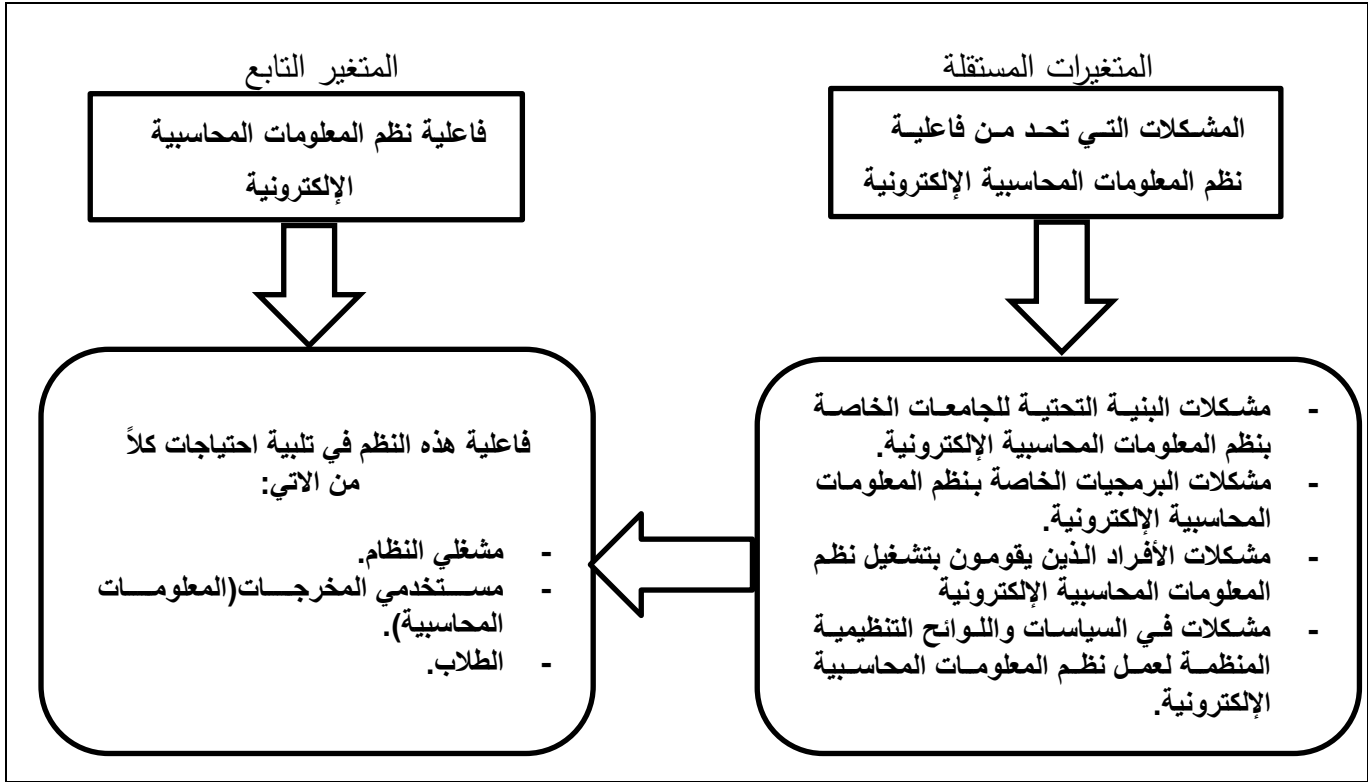 المتغيرات المستقلة
المشكلات التي تحد من فاعلية
نظم المعلومات المحاسبية الإلكترونية
- مشكلات البنية التحتية للجامعات الخاصة
بنظم المعلومات المحاسبية الإلكترونية.
- مشكلات البرمجيات الخاصة بنظم المعلومات
المحاسبية الإلكترونية.
- مشكلات الأفراد الذين يقومون بتشغيل نظم
المعلومات المحاسبية الإلكترونية
- مشكلات في السياسات واللوائح التنظيمية
المنظمة لعمل نظم المعلومات المحاسبية
الإلكترونية.
المتغير التابع
فاعلية نظم المعلومات المحاسبية
الإلكترونية
فاعلية هذه النظم في تلبية احتياجات كلاً
من الاتي:
- مشغلي النظام.
- مستخدمي المخرجات(المعلومات
المحاسبية).
- الطلاب.